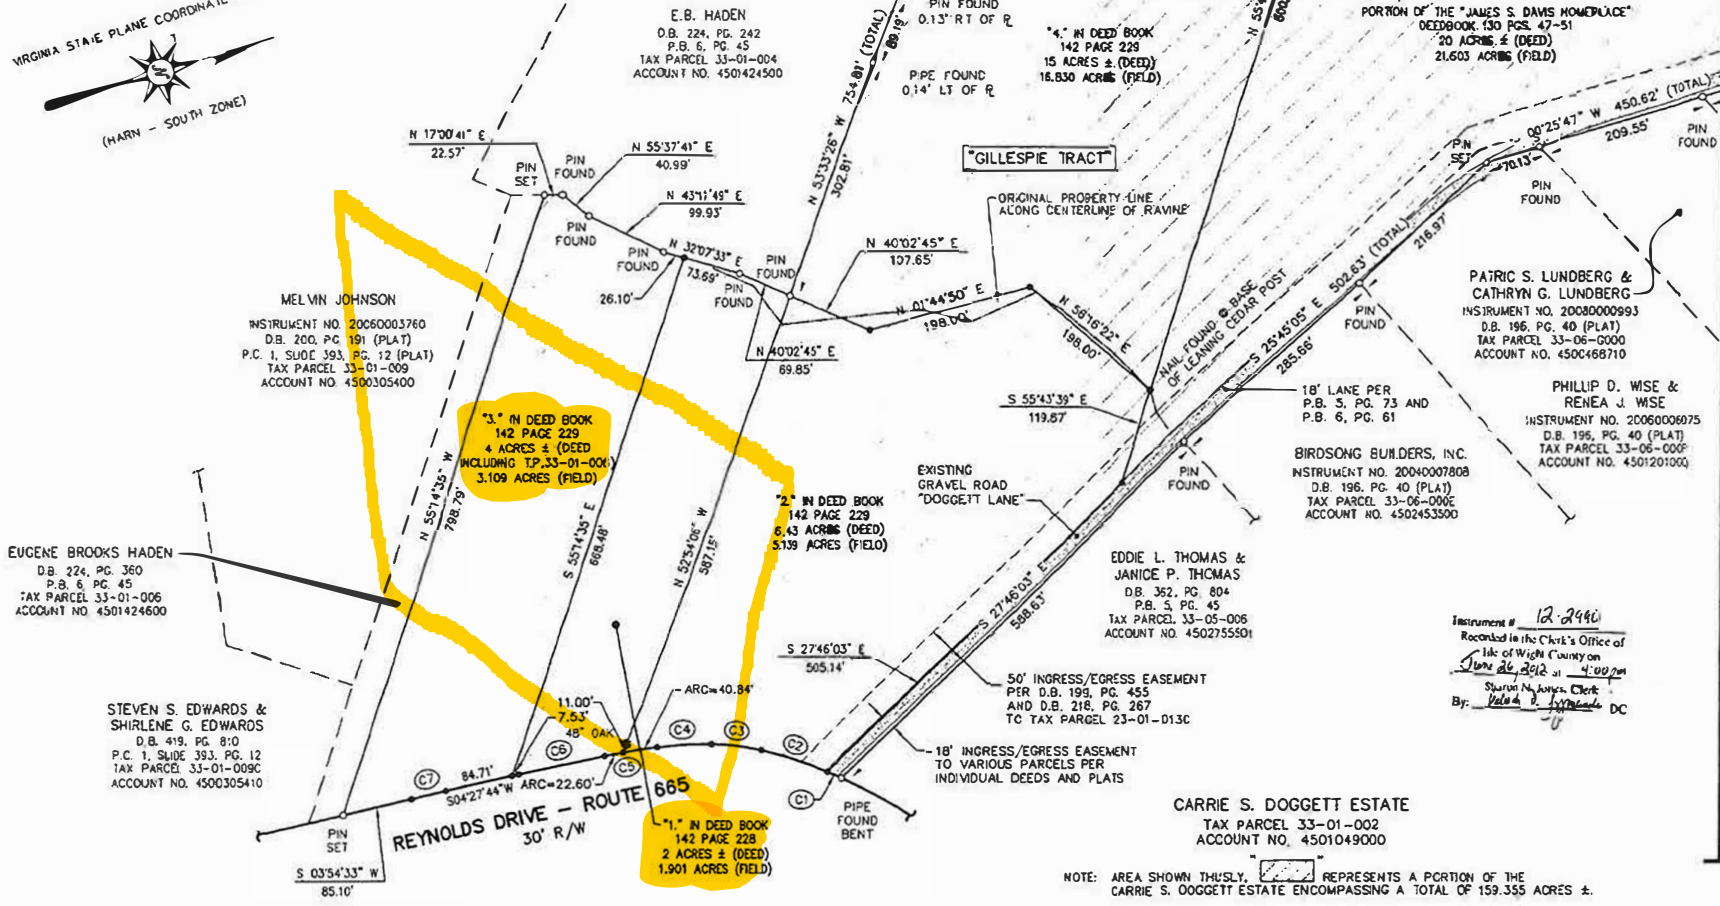 VIRGINIA STATE PLANE COORDINATE
(HARN - SOUTH ZONE)
E.B. HADEN
D.B. 224, PG. 242
P.B. 6, PG. 45
TAX PARCEL 33-01-004
ACCOUNT NO. 4501424500
PIN FOUND
0.13' RT OF PL
PIPE FOUND
0.14' LT OF PL
N 53°33'26" W 754.81' (TOTAL)
302.81'
89.19'
"4." IN DEED BOOK
142 PAGE 229
15 ACRES ± (DEED)
16.830 ACRES (FIELD)
PORTION OF THE "JAMES S. DAVIS HOMEPLACE"
DEEDBOOK 130 PGS. 47-51
20 ACRES ± (DEED)
21.603 ACRES (FIELD)
N 17°00'41" E
22.57'
PIN
SET
PIN
FOUND
N 55°37'41" E
40.99'
N 43°11'49" E
99.93'
PIN
FOUND
PIN
FOUND
N 32°07'33" E
73.69'
26.10'
PIN
FOUND
PIN
FOUND
N 40°02'45" E
69.85'
N 40°02'45" E
107.65'
"GILLESPIE TRACT"
ORIGINAL PROPERTY LINE
ALONG CENTERLINE OF RAVINE
N 01°44'50" E
198.00'
N 56°16'22" E
198.00'
S 55°43'39" E
119.87'
NAIL FOUND @ BASE
OF LEANING CEDAR POST
PIN
SET
70.13'
00°25'47" W 450.62' (TOTAL)
209.55'
PIN
FOUND
PIN
FOUND
S 25°45'05" E 502.63' (TOTAL)
216.97'
285.66'
PIN
FOUND
PIN
FOUND
PATRIC S. LUNDBERG &
CATHRYN G. LUNDBERG
INSTRUMENT NO. 20080000993
D.B. 196, PG. 40 (PLAT)
TAX PARCEL 33-06-G000
ACCOUNT NO. 4500468710
18' LANE PER
P.B. 5, PG. 73 AND
P.B. 6, PG. 61
PHILLIP D. WISE &
RENEA J. WISE
INSTRUMENT NO. 20060006075
D.B. 196, PG. 40 (PLAT)
TAX PARCEL 33-06-000F
ACCOUNT NO. 4501201000
BIRDSONG BUILDERS, INC.
INSTRUMENT NO. 20040007808
D.B. 196. PG. 40 (PLAT)
TAX PARCEL 33-06-000E
ACCOUNT NO. 4502453500
MELVIN JOHNSON
INSTRUMENT NO. 20060003760
D.B. 200, PG 191 (PLAT)
P.C. 1, SLIDE 393, PG. 12 (PLAT)
TAX PARCEL 33-01-009
ACCOUNT NO. 4500305400
"3." IN DEED BOOK
142 PAGE 229
4 ACRES ± (DEED
INCLUDING T.P.33-01-006)
3.109 ACRES (FIELD)
N 55°14'35" W
798.79'
S 55°14'35" E
668.48'
N 52°54'06" W
587.15'
"2." IN DEED BOOK
142 PAGE 229
6.43 ACRES (DEED)
5.139 ACRES (FIELD)
EXISTING
GRAVEL ROAD
"DOGGETT LANE"
EUGENE BROOKS HADEN
D.B. 224, PG. 360
P.B. 6, PG. 45
TAX PARCEL 33-01-006
ACCOUNT NO. 4501424600
EDDIE L. THOMAS &
JANICE P. THOMAS
D.B. 362, PG. 804
P.B. 5, PG. 45
TAX PARCEL 33-05-006
ACCOUNT NO. 4502755501
S 27°46'03" E
588.63'
S 27°46'03" E
505.14'
50' INGRESS/EGRESS EASEMENT
PER D.B. 199, PG. 455
AND D.B. 218, PG. 267
TO TAX PARCEL 23-01-013C
18' INGRESS/EGRESS EASEMENT
TO VARIOUS PARCELS PER
INDIVIDUAL DEEDS AND PLATS
Instrument # 12-2990
Recorded in the Clerk's Office of
Isle of Wight County on
June 26, 2012 at 4:00 pm
Sharon N. Jones, Clerk
By: DC
STEVEN S. EDWARDS &
SHIRLENE G. EDWARDS
D.B. 419, PG. 810
P.C. 1, SLIDE 393, PG. 12
TAX PARCEL 33-01-009C
ACCOUNT NO. 4500305410
11.00'
7.53'
48" OAK
ARC=40.84'
C7
84.71'
C6
C5
C4
C3
C2
C1
S04°27'44"W
ARC=22.60'
REYNOLDS DRIVE - ROUTE 665
30' R/W
PIN
SET
S 03°54'33" W
85.10'
"1." IN DEED BOOK
142 PAGE 228
2 ACRES ± (DEED)
1.901 ACRES (FIELD)
PIPE
FOUND
BENT
CARRIE S. DOGGETT ESTATE
TAX PARCEL 33-01-002
ACCOUNT NO. 4501049000
NOTE: AREA SHOWN THUSLY, " " REPRESENTS A PORTION OF THE
CARRIE S. DOGGETT ESTATE ENCOMPASSING A TOTAL OF 159.355 ACRES ±.